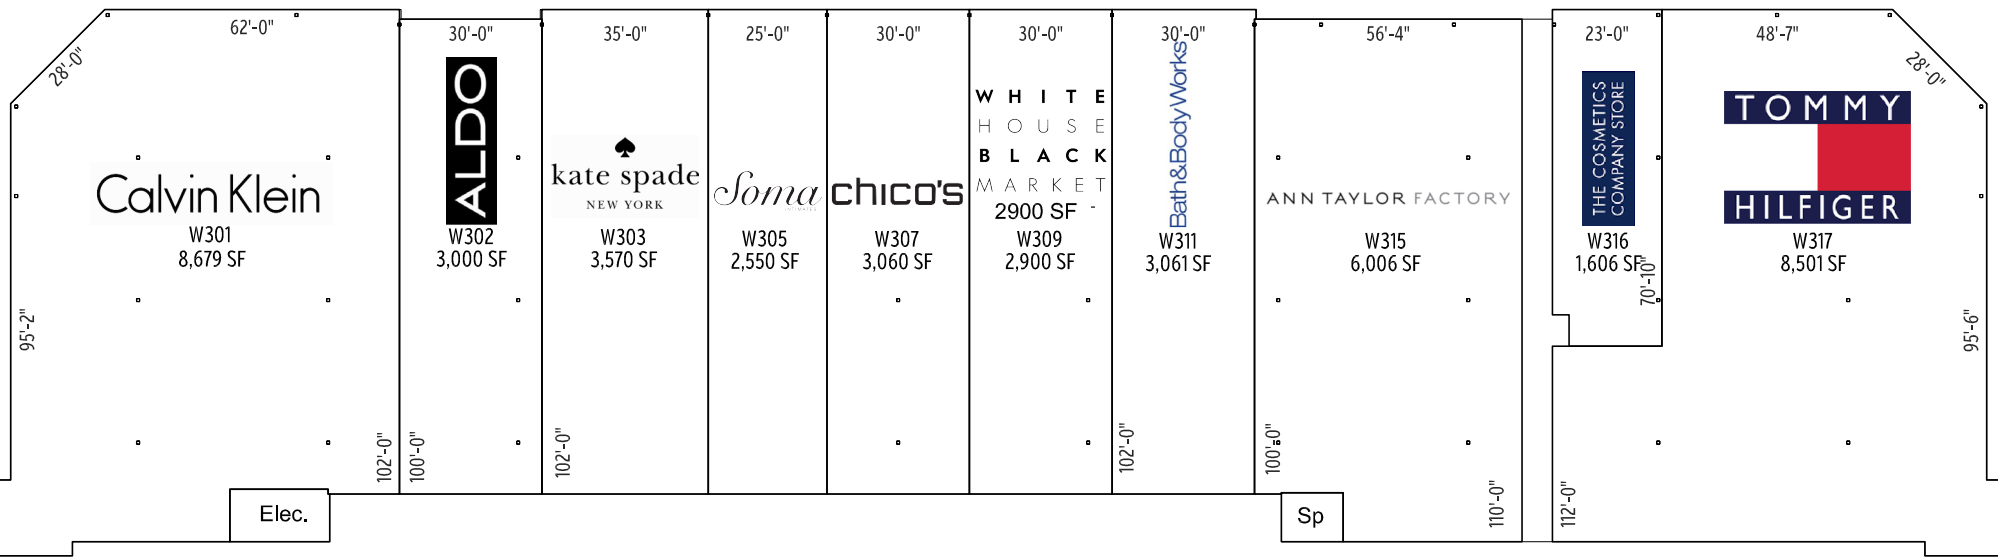 62'-0"
30'-0"
35'-0"
25'-0"
30'-0"
30'-0"
30'-0"
56'-4"
23'-0"
48'-7"
28'-0"
28'-0"
Calvin Klein
W301
8,679 SF
ALDO
W302
3,000 SF
kate spade
NEW YORK
W303
3,570 SF
Soma
INTIMATES
W305
2,550 SF
chico's
W307
3,060 SF
WHITE
HOUSE
BLACK
MARKET
2900 SF -
W309
2,900 SF
Bath&Body Works
W311
3,061 SF
ANN TAYLOR FACTORY
W315
6,006 SF
THE COSMETICS
COMPANY STORE
W316
1,606 SF
70'-10"
TOMMY
HILFIGER
W317
8,501 SF
95'-2"
95'-6"
102'-0"
100'-0"
102'-0"
102'-0"
100'-0"
110'-0"
112'-0"
Elec.
Sp